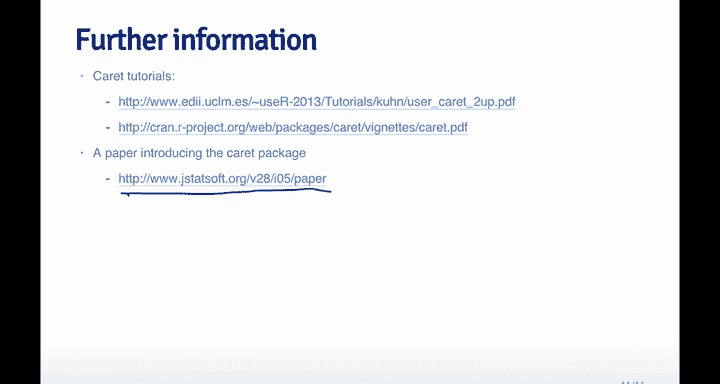 Further information
· Caret tutorials:
- http://www.edii.uclm.es/~useR-2013/Tutorials/kuhn/user_caret_2up.pdf
- http://cran.r-project.org/web/packages/caret/vignettes/caret.pdf
· A paper introducing the caret package
- http://www.jstatsoft.org/v28/i05/paper